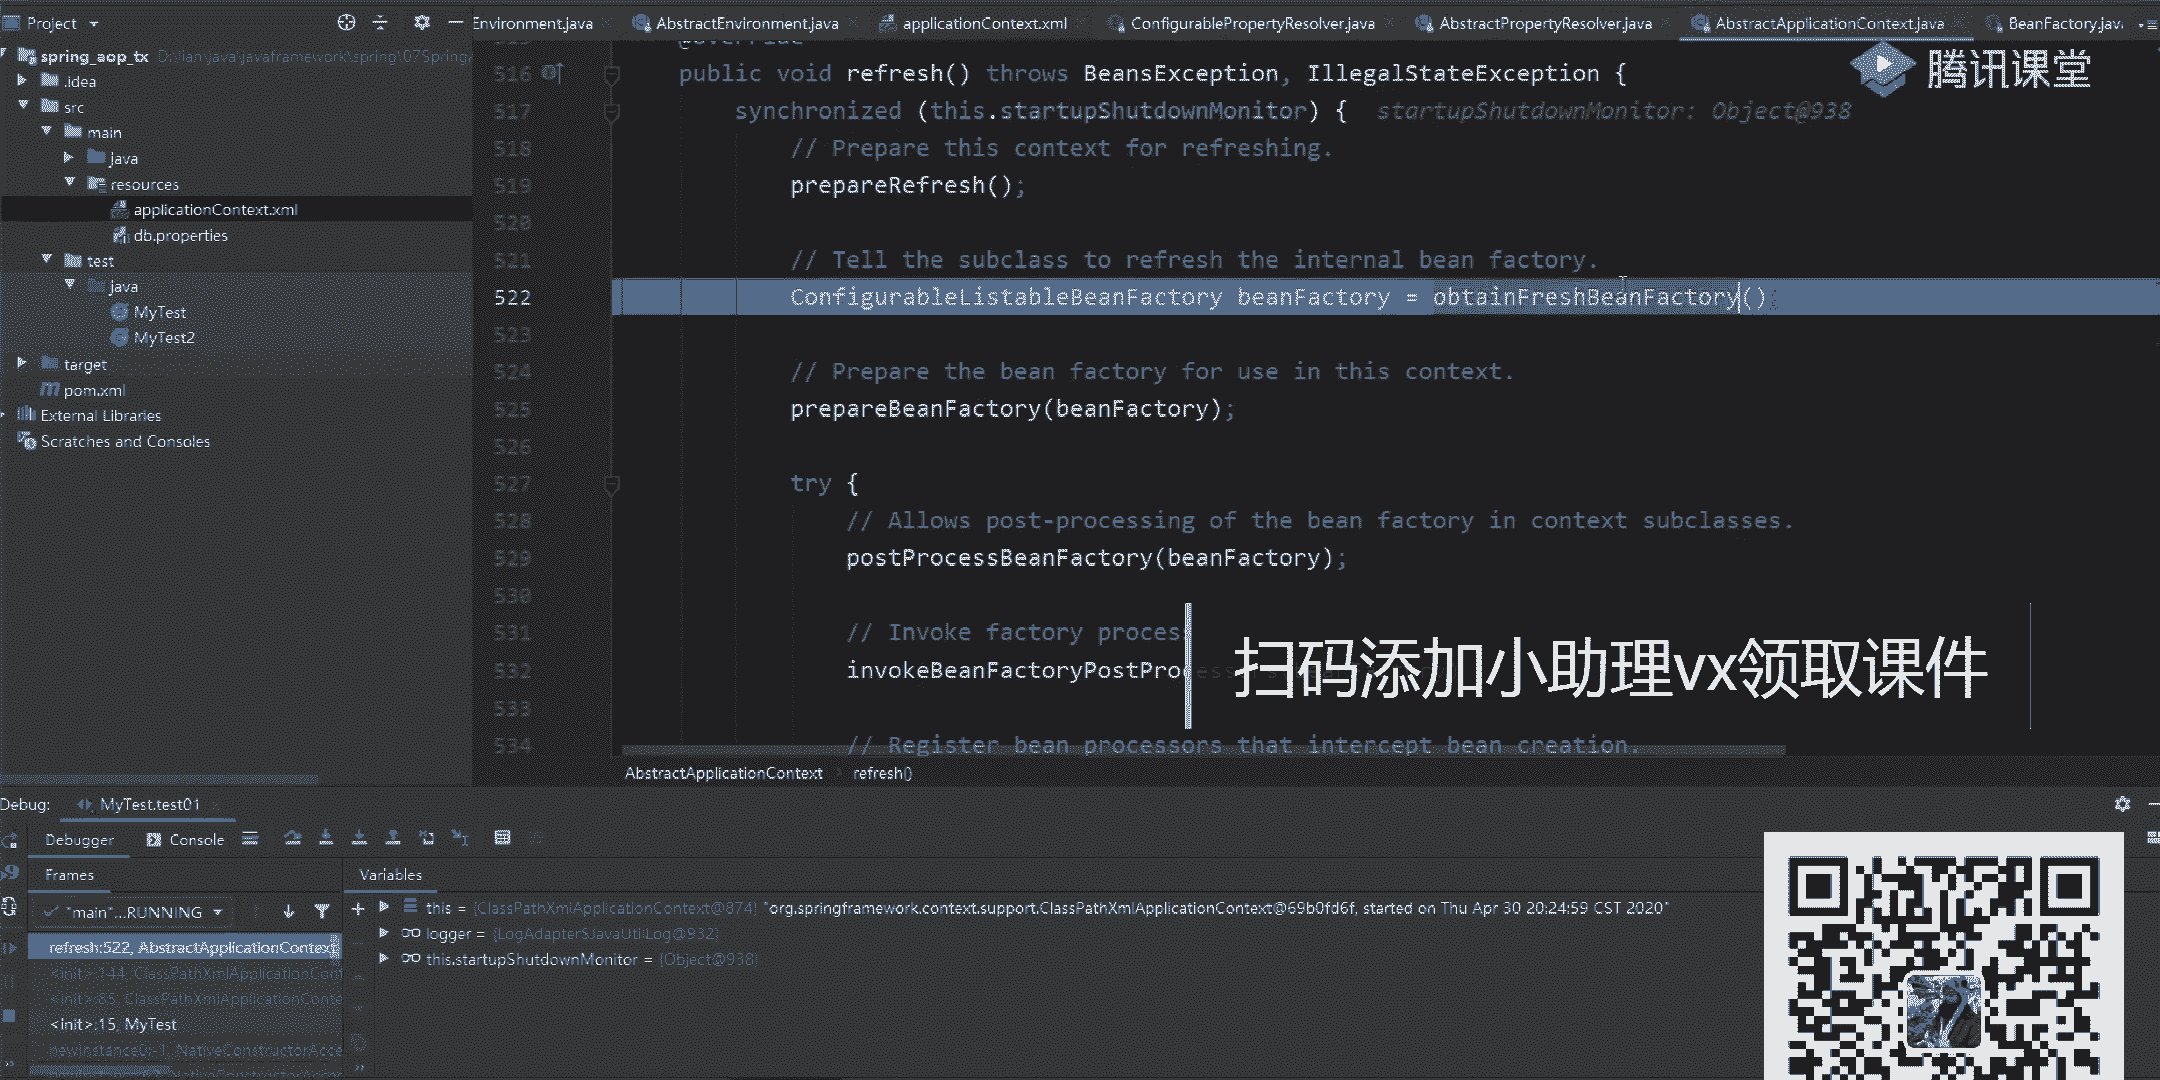 Project
Environment.java
AbstractEnvironment.java
applicationContext.xml
ConfigurablePropertyResolver.java
AbstractPropertyResolver.java
AbstractApplicationContext.java
BeanFactory.java
腾讯课堂
spring_aop_tx D:\lian\java\javaframework\spring\07Spring
.idea
src
main
java
resources
applicationContext.xml
db.properties
test
java
MyTest
MyTest2
target
pom.xml
External Libraries
Scratches and Consoles
@Override
516 public void refresh() throws BeansException, IllegalStateException {
517 synchronized (this.startupShutdownMonitor) { startupShutdownMonitor: Object@938
518 // Prepare this context for refreshing.
519 prepareRefresh();
520
521 // Tell the subclass to refresh the internal bean factory.
522 ConfigurableListableBeanFactory beanFactory = obtainFreshBeanFactory();
523
524 // Prepare the bean factory for use in this context.
525 prepareBeanFactory(beanFactory);
526
527 try {
528 // Allows post-processing of the bean factory in context subclasses.
529 postProcessBeanFactory(beanFactory);
530
531 // Invoke factory proces
532 invokeBeanFactoryPostProcess
533
534 // Register bean processors that intercept bean creation.
扫码添加小助理vx领取课件
AbstractApplicationContext refresh()
Debug: MyTest.test01
Debugger Console
Frames
Variables
"main"...RUNNING
refresh:522, AbstractApplicationContext
<init>:144, ClassPathXmlApplicationCont
<init>:85, ClassPathXmlApplicationConte
<init>:15, MyTest
newInstance0:-1, NativeConstructorAcce
this = {ClassPathXmlApplicationContext@874} "org.springframework.context.support.ClassPathXmlApplicationContext@69b0fd6f, started on Thu Apr 30 20:24:59 CST 2020"
logger = {LogAdapter$JavaUtilLog@932}
this.startupShutdownMonitor = {Object@938}